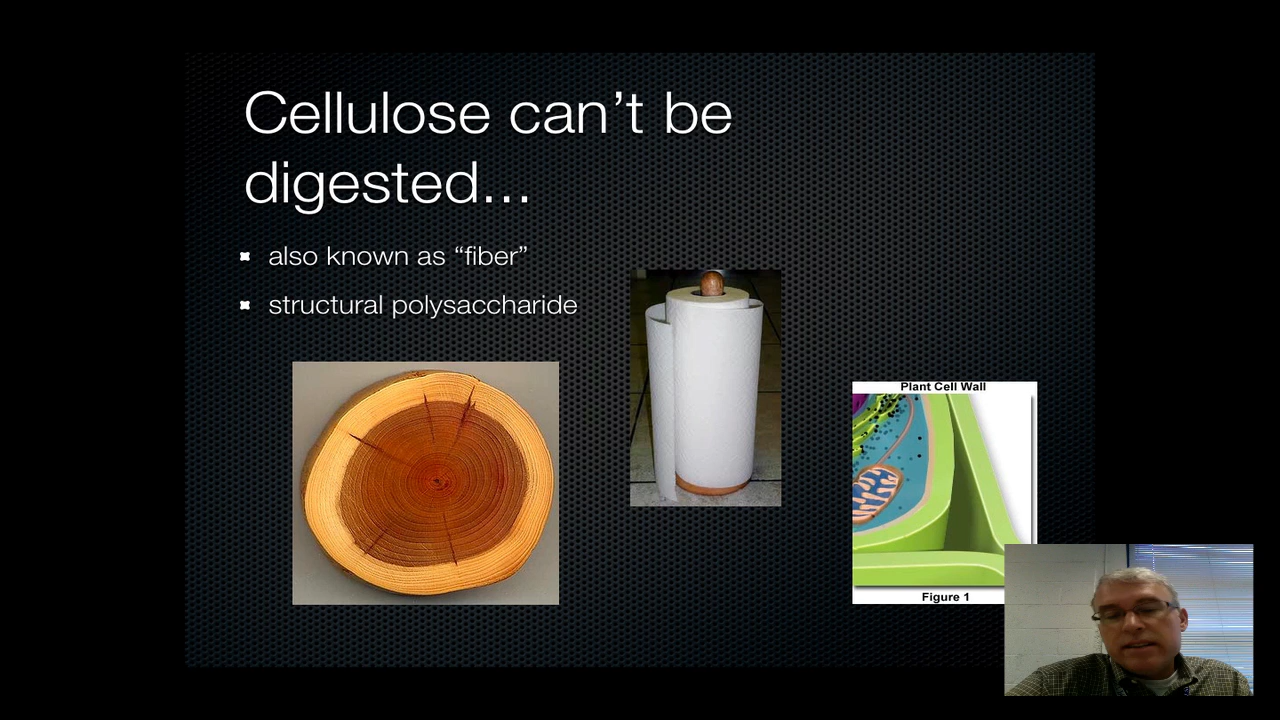 Cellulose can’t be
digested...
also known as “fiber”
structural polysaccharide
Plant Cell Wall
Figure 1